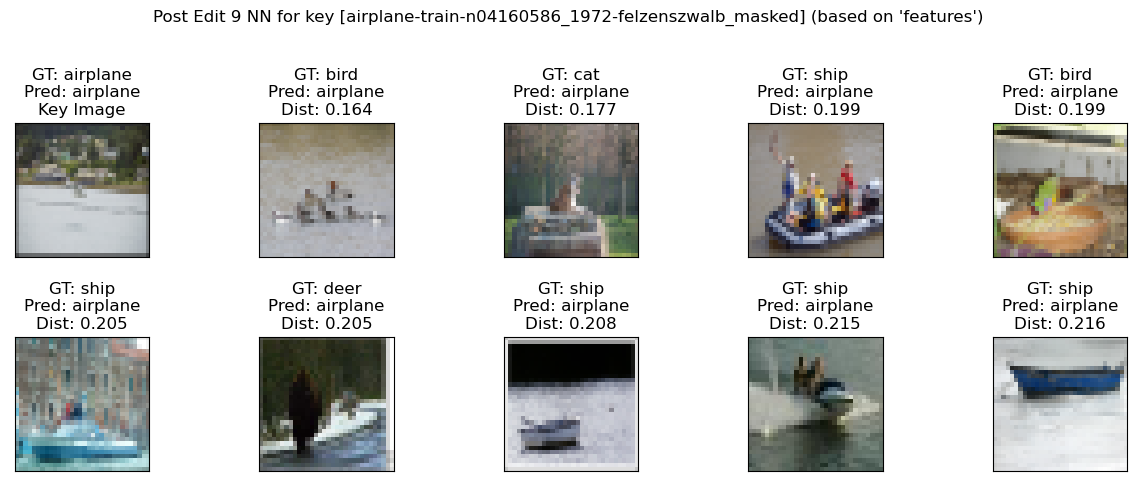 Post Edit 9 NN for key [airplane-train-n04160586_1972-felzenszwalb_masked] (based on 'features')
GT: airplane
Pred: airplane
Key Image
GT: bird
Pred: airplane
Dist: 0.164
GT: cat
Pred: airplane
Dist: 0.177
GT: ship
Pred: airplane
Dist: 0.199
GT: bird
Pred: airplane
Dist: 0.199
GT: ship
Pred: airplane
Dist: 0.205
GT: deer
Pred: airplane
Dist: 0.205
GT: ship
Pred: airplane
Dist: 0.208
GT: ship
Pred: airplane
Dist: 0.215
GT: ship
Pred: airplane
Dist: 0.216